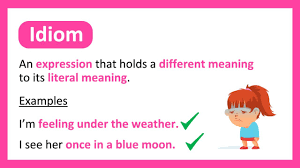 Idiom
An expression that holds a different meaning
to its literal meaning.
Examples
I'm feeling under the weather.
I see her once in a blue moon.